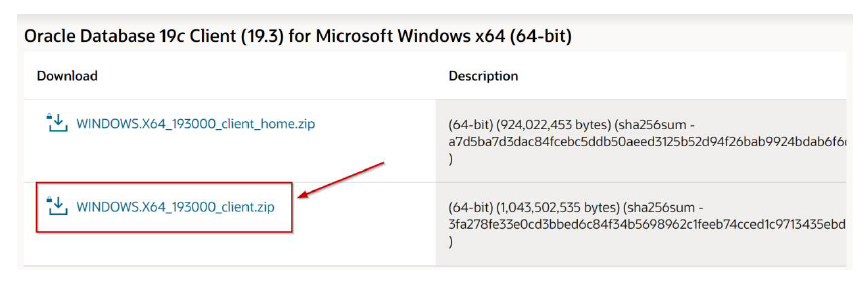 Oracle Database 19c Client (19.3) for Microsoft Windows x64 (64-bit)
Download Description
WINDOWS.X64_193000_client_home.zip
(64-bit) (924,022,453 bytes) (sha256sum -
a7d5ba7d3dac84fcebc5ddb50aeed3125b52d94f26bab9924bdab6f6
)
WINDOWS.X64_193000_client.zip
(64-bit) (1,043,502,535 bytes) (sha256sum -
3fa278fe33e0cd3bbed6c84f34b5698962c1feeb74cced1c9713435ebd
)